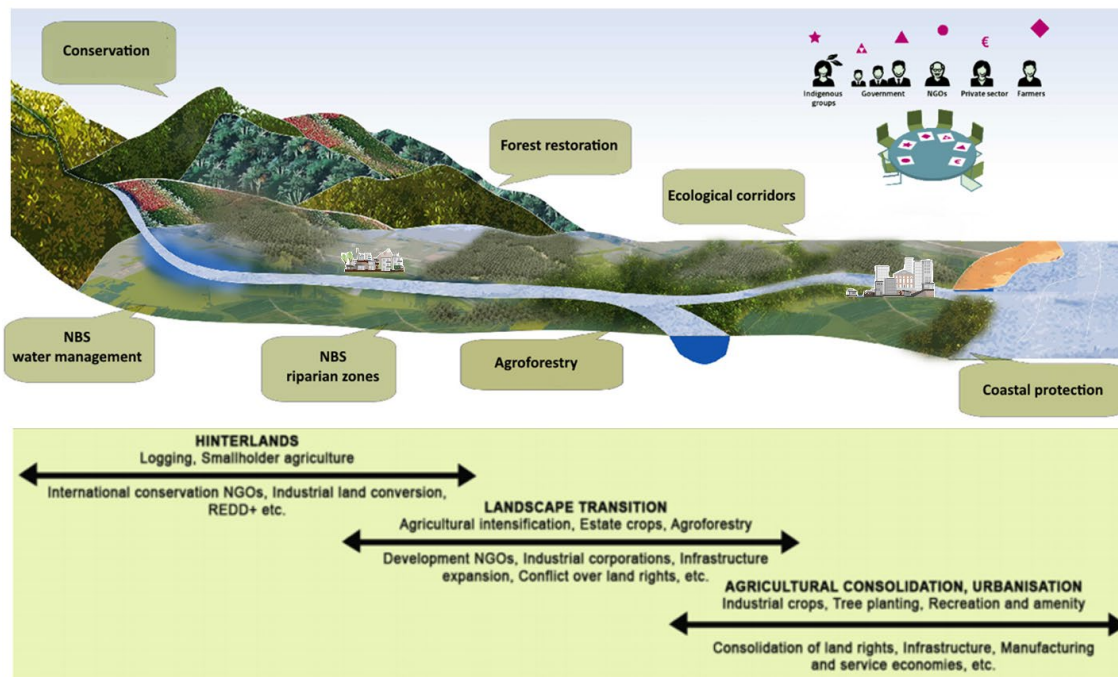 Conservation
Indigenous
groups
Government
NGOs
Private sector
Farmers
€
Forest restoration
Ecological corridors
€
NBS
water management
NBS
riparian zones
Agroforestry
Coastal protection
HINTERLANDS
Logging, Smallholder agriculture
International conservation NGOs, Industrial land conversion,
REDD+ etc.
LANDSCAPE TRANSITION
Agricultural intensification, Estate crops, Agroforestry
Development NGOs, Industrial corporations, Infrastructure
expansion, Conflict over land rights, etc.
AGRICULTURAL CONSOLIDATION, URBANISATION
Industrial crops, Tree planting, Recreation and amenity
Consolidation of land rights, Infrastructure, Manufacturing
and service economies, etc.